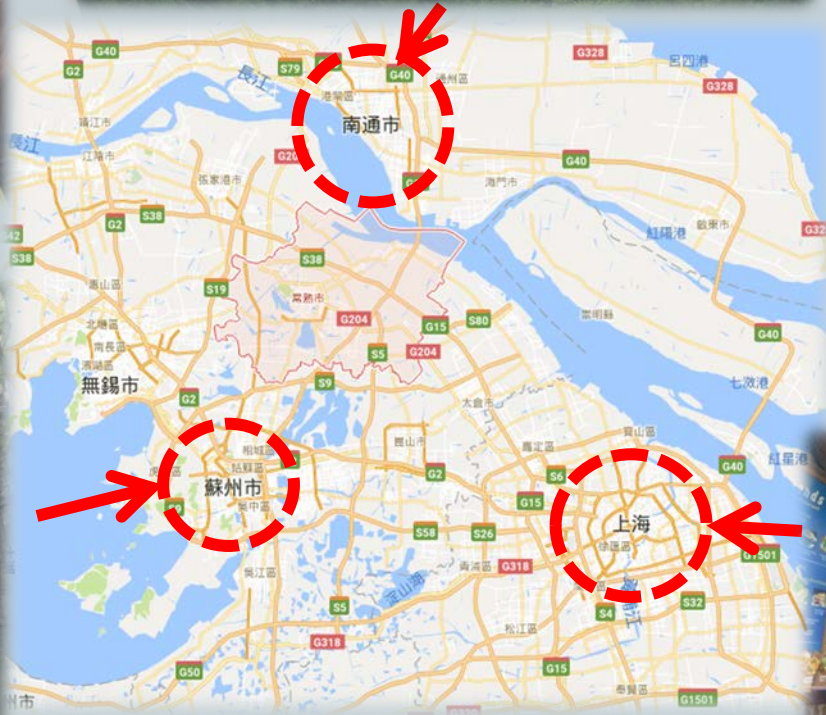 G40
G2
S79
G40
G328
呂四港
G328
長江
通州區
港閘區
南通市
靖江市
長江
江陰市
張家港市
G40
海門市
G2
S38
啟東市
紅陽港
S38
S38
S19
惠山區
常熟市
崇明縣
G204
G15
S80
北塘區
南長區
濱湖區
S5
G204
G40
無錫市
S9
七滧港
G2
太倉市
相城區
崑山市
嘉定區
寶山區
姑蘇區
G2
S6
G40
紅星港
蘇州市
吳中區
G15
上海
徐匯區
S58
S26
G1501
吳江區
青浦區
G318
S5
S4
S32
松江區
G318
G50
G15
奉賢區
G1501
州市